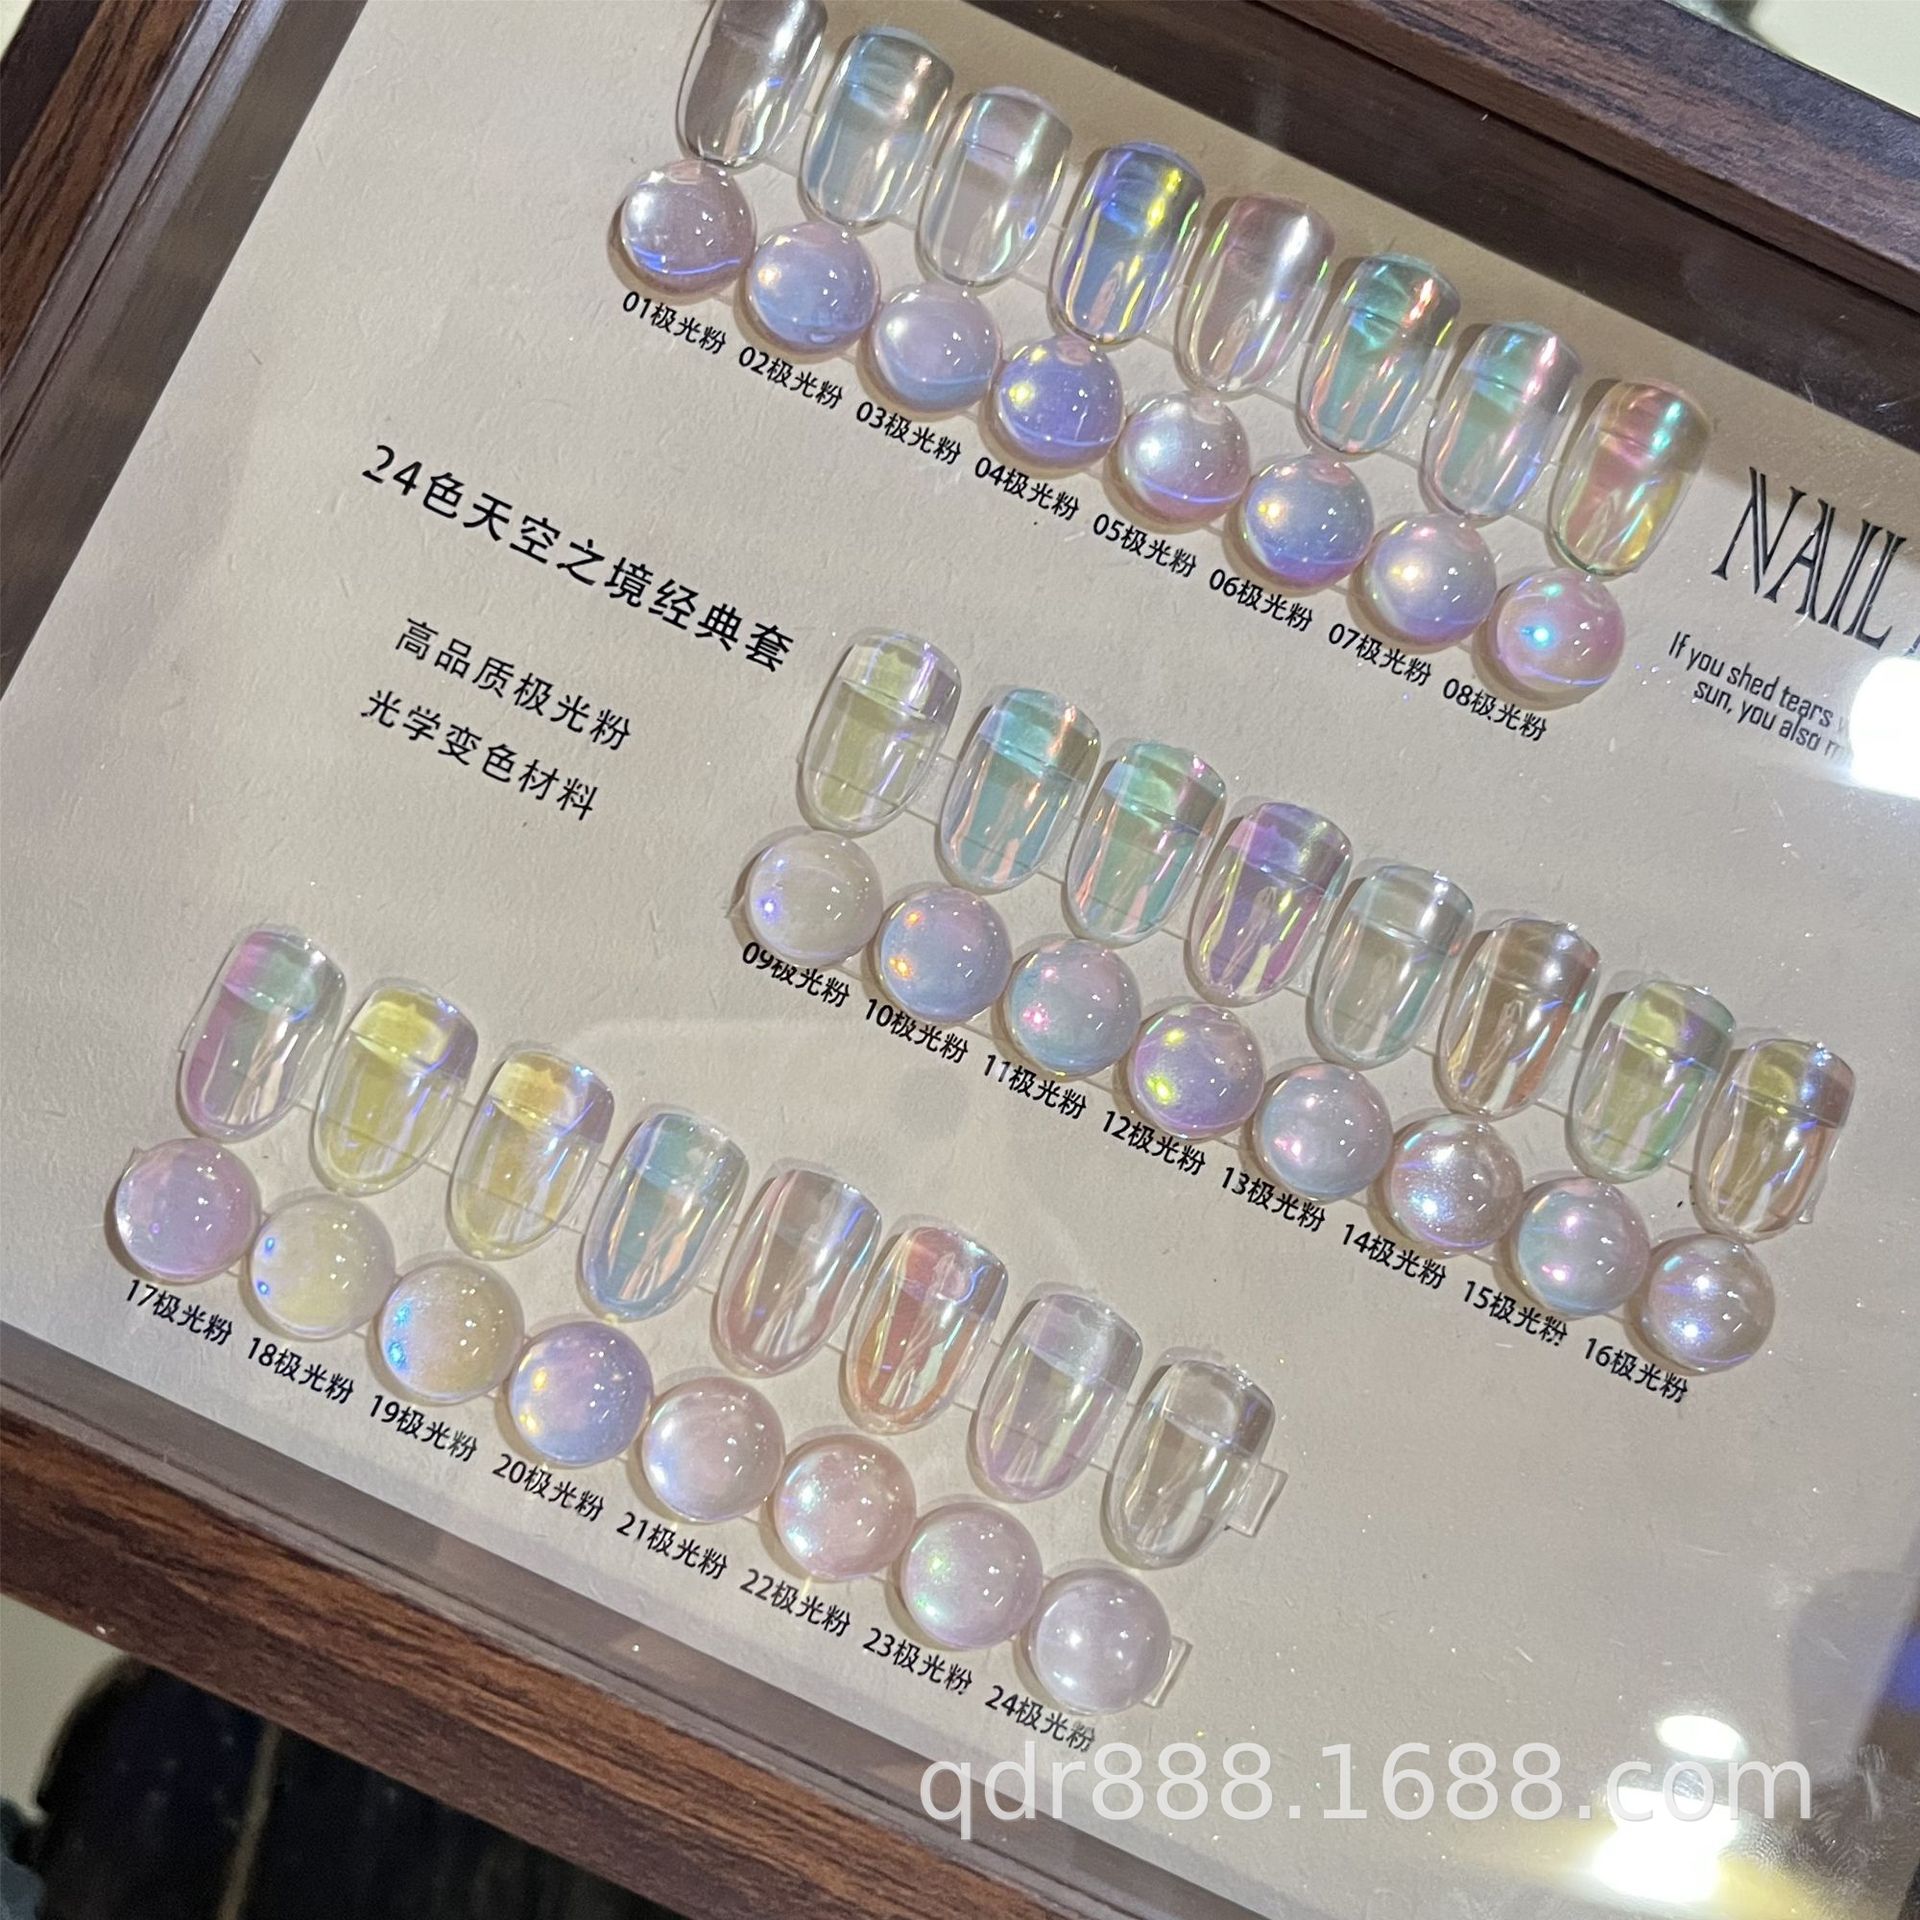 01极光粉 02极光粉 03极光粉 04极光粉 05极光粉 06极光粉 07极光粉 08极光粉
NAIL
If you shed tears
sun, you also
24色天空之境经典套
高品质极光粉
光学变色材料
09极光粉 10极光粉 11极光粉 12极光粉 13极光粉 14极光粉 15极光粉 16极光粉
17极光粉 18极光粉 19极光粉 20极光粉 21极光粉 22极光粉 23极光粉 24极光粉
qdr888.1688.com